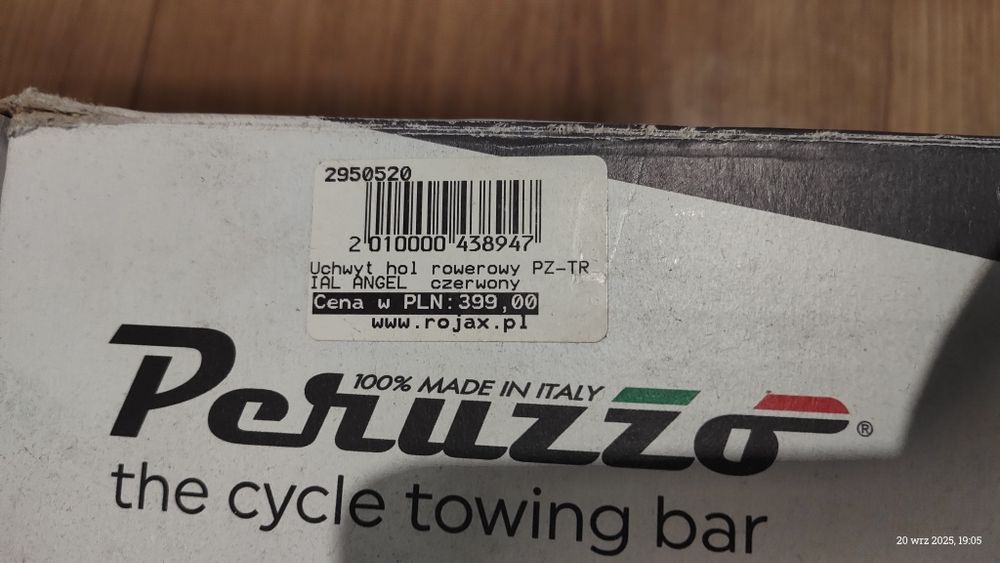 2950520
2 010000 438947
Uchwyt hol rowerowy PZ-TR
IAL ANGEL czerwony
Cena w PLN:399,00
www.rojax.pl
100% MADE IN ITALY
Peruzzo®
the cycle towing bar
20 wrz 2025, 19:05